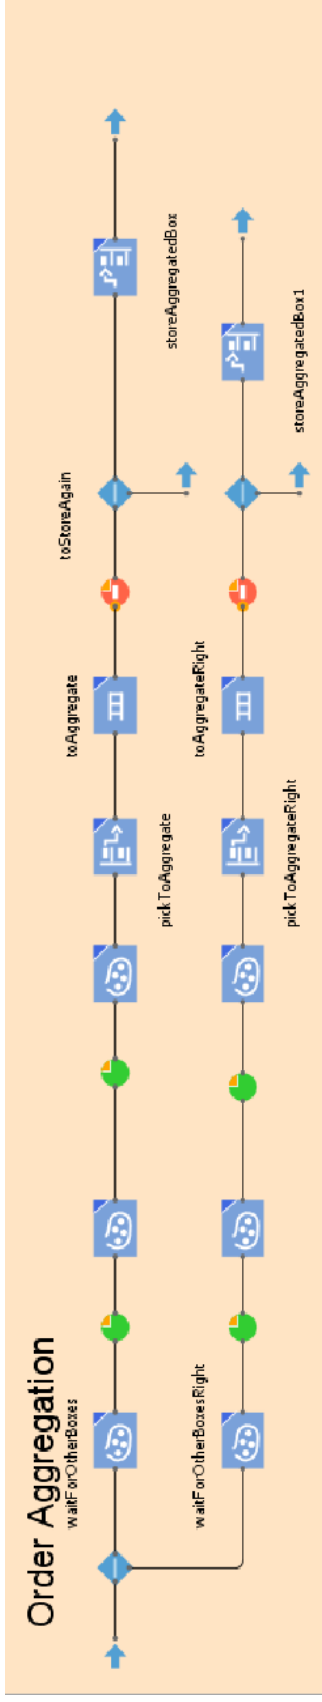 Order Aggregation
waitForOtherBoxes
pickToAggregate
toAggregate
toStoreAgain
storeAggregatedBox
waitForOtherBoxesRight
pickToAggregateRight
toAggregateRight
storeAggregatedBox1